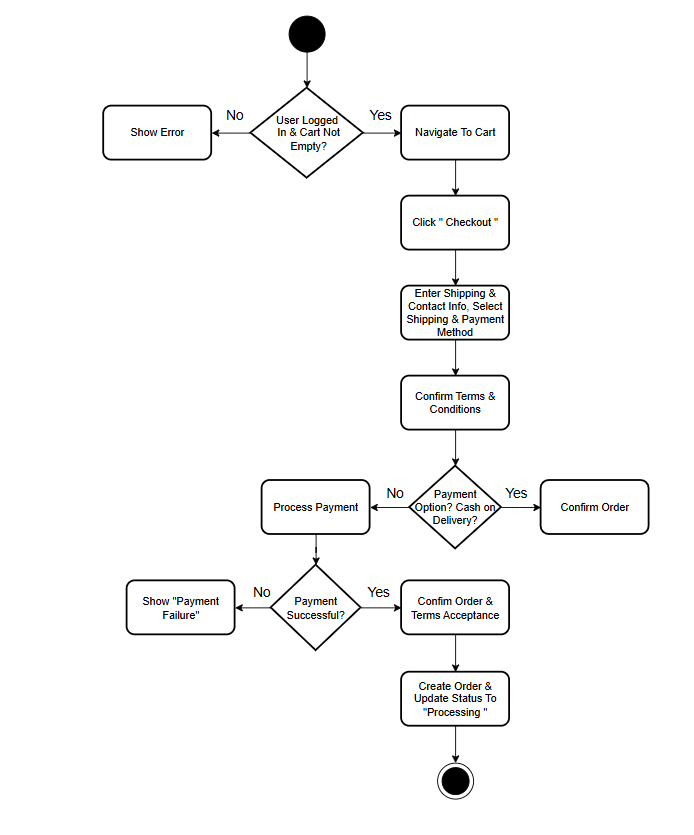 No
Yes
User Logged
In & Cart Not
Empty?
Show Error
Navigate To Cart
Click " Checkout "
Enter Shipping &
Contact Info, Select
Shipping & Payment
Method
Confirm Terms &
Conditions
No
Yes
Payment
Option? Cash on
Delivery?
Process Payment
Confirm Order
No
Yes
Show "Payment
Failure"
Payment
Successful?
Confim Order &
Terms Acceptance
Create Order &
Update Status To
"Processing "